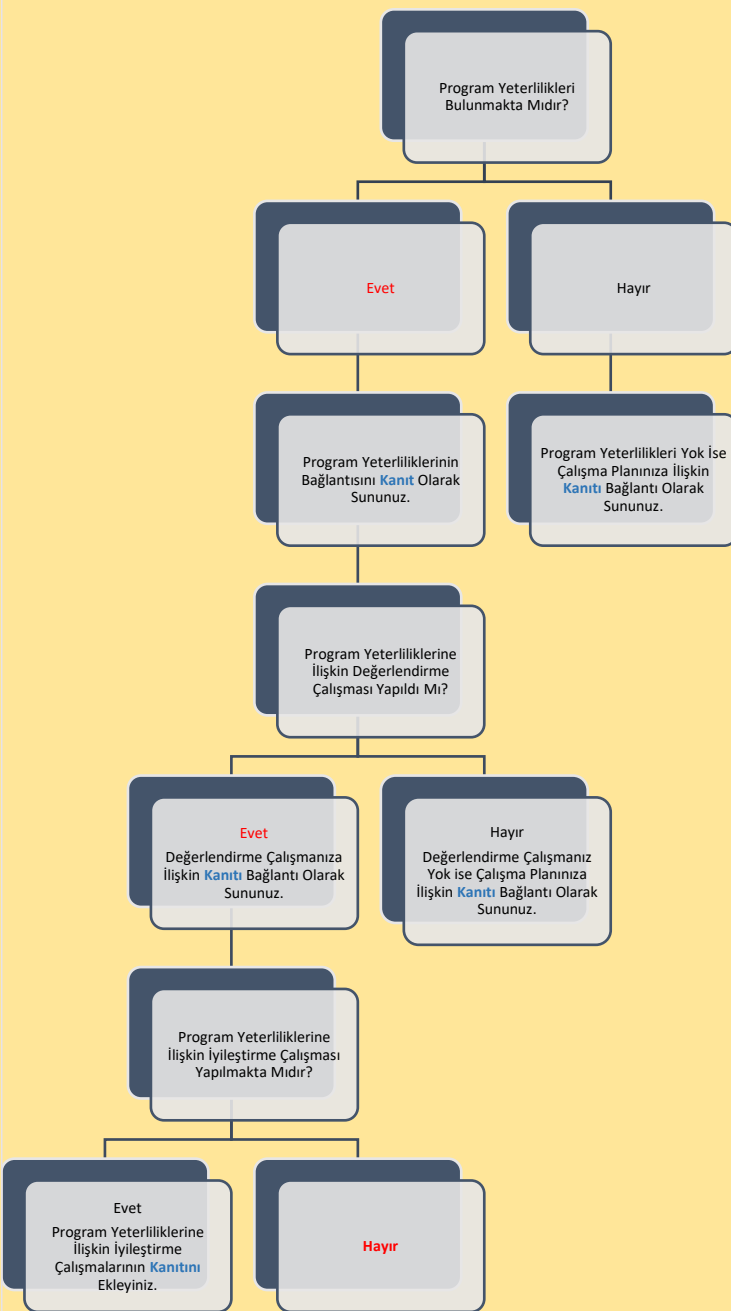 Program Yeterlilikleri
Bulunmakta Mıdır?
Evet
Hayır
Program Yeterliliklerinin
Bağlantısını Kanıt Olarak
Sununuz.
Program Yeterlilikleri Yok İse
Çalışma Planınıza İlişkin
Kanıtı Bağlantı Olarak
Sununuz.
Program Yeterliliklerine
İlişkin Değerlendirme
Çalışması Yapıldı Mı?
Evet
Değerlendirme Çalışmanıza
İlişkin Kanıtı Bağlantı Olarak
Sununuz.
Hayır
Değerlendirme Çalışmanız
Yok ise Çalışma Planınıza
İlişkin Kanıtı Bağlantı Olarak
Sununuz.
Program Yeterliliklerine
İlişkin İyileştirme Çalışması
Yapılmakta Mıdır?
Evet
Program Yeterliliklerine
İlişkin İyileştirme
Çalışmalarının Kanıtını
Ekleyiniz.
Hayır